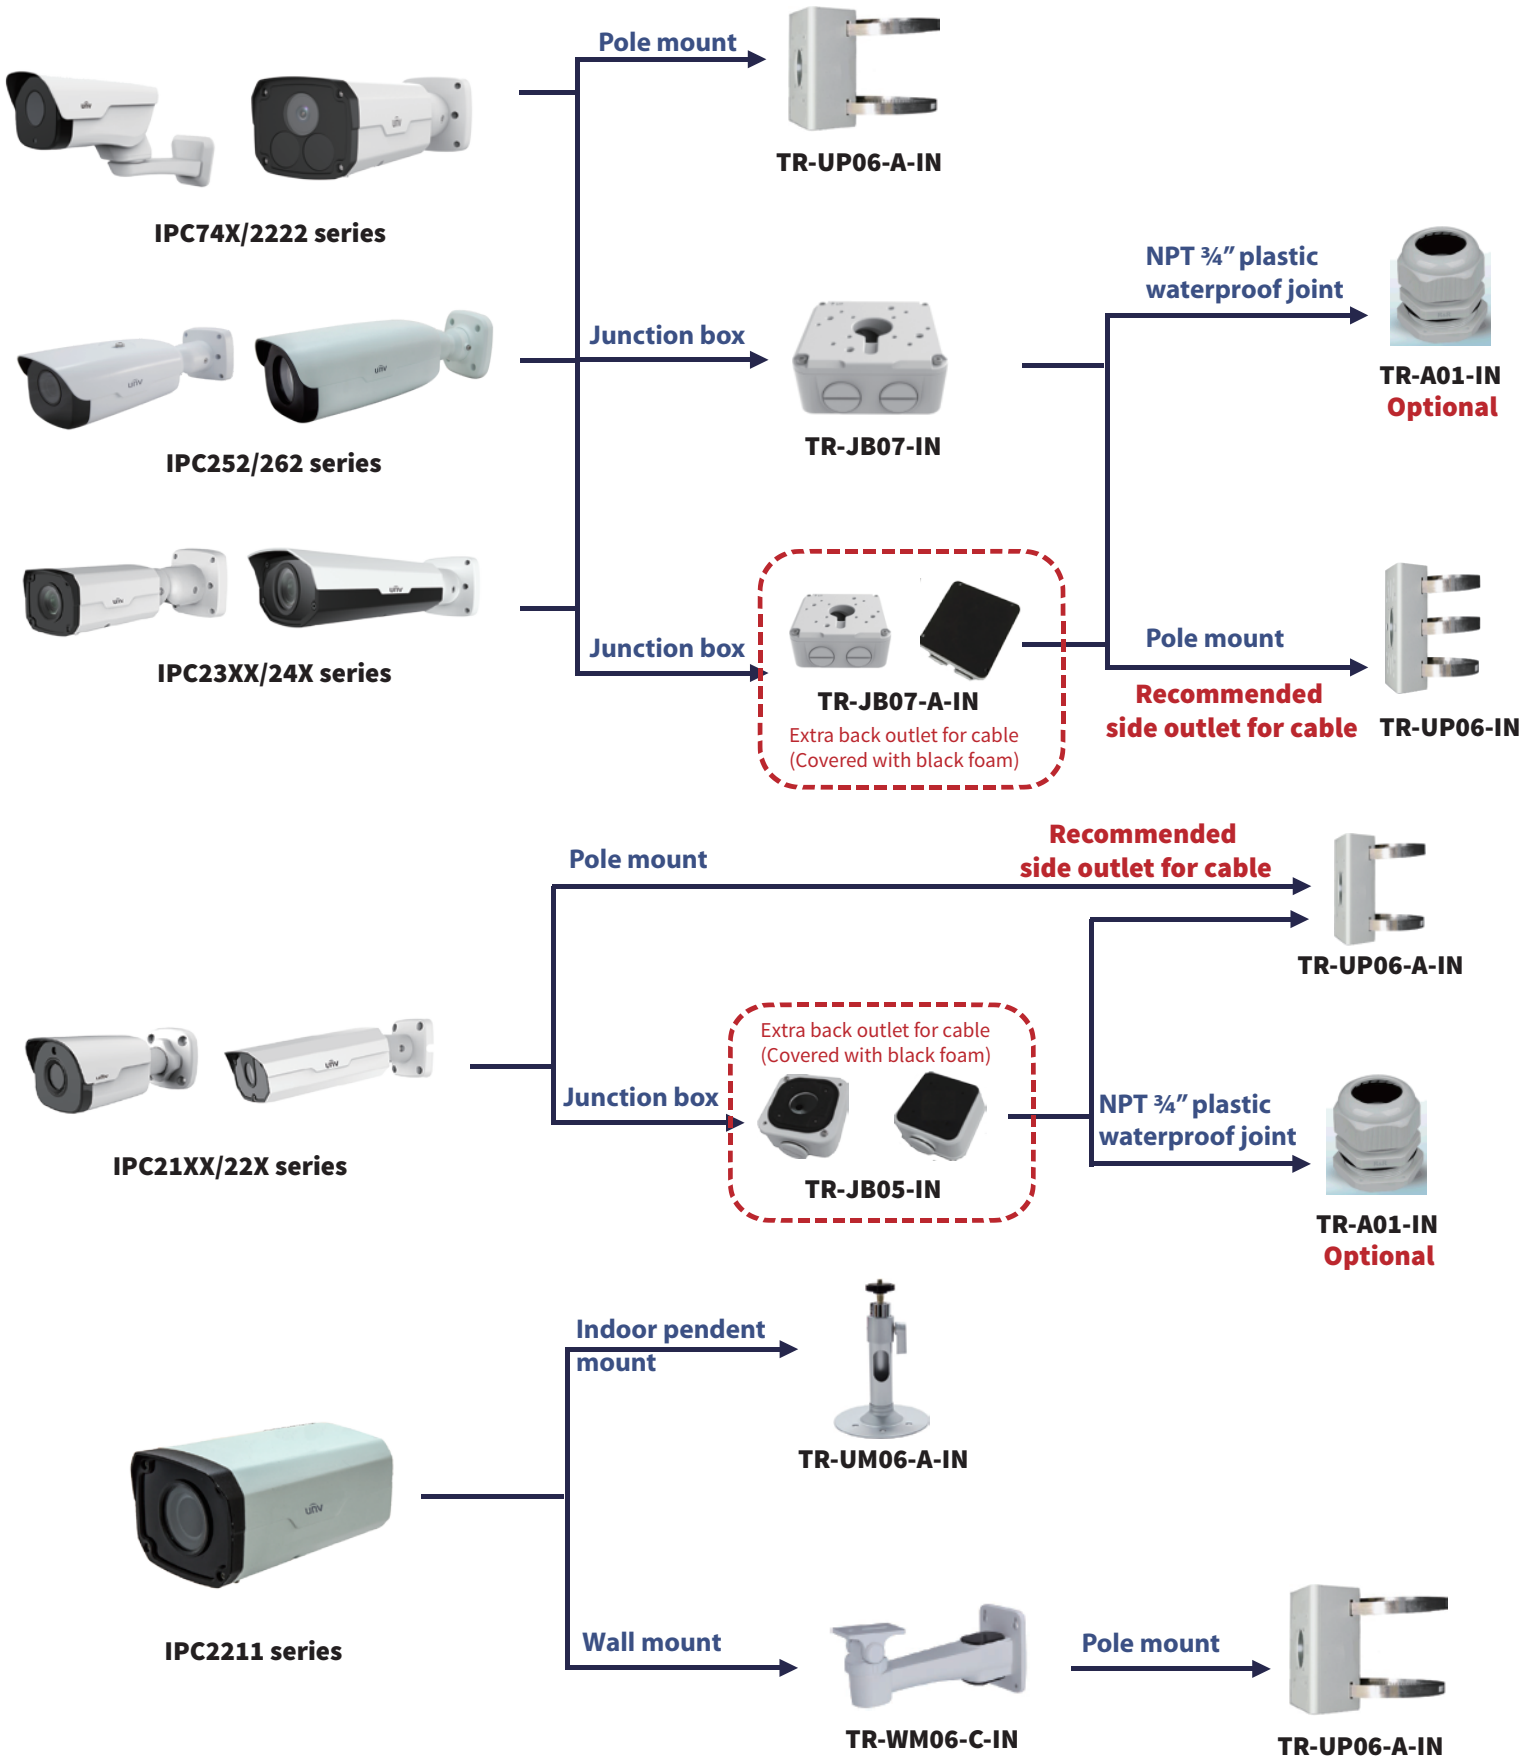 Pole mount
TR-UP06-A-IN
IPC74X/2222 series
NPT ¾” plastic
waterproof joint
Junction box
TR-A01-IN
Optional
TR-JB07-IN
IPC252/262 series
Junction box
Pole mount
IPC23XX/24X series
TR-JB07-A-IN
Extra back outlet for cable
(Covered with black foam)
Recommended
side outlet for cable
TR-UP06-IN
Pole mount
Recommended
side outlet for cable
TR-UP06-A-IN
Extra back outlet for cable
(Covered with black foam)
unv
Junction box
NPT ¾” plastic
waterproof joint
IPC21XX/22X series
TR-JB05-IN
TR-A01-IN
Optional
Indoor pendent
mount
TR-UM06-A-IN
unv
IPC2211 series
Wall mount
Pole mount
TR-WM06-C-IN
TR-UP06-A-IN